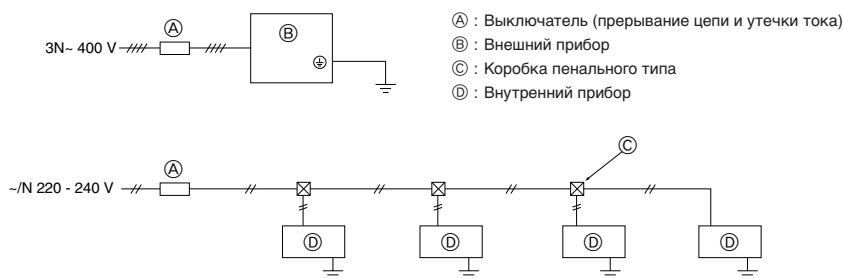 3N~ 400 V
Ⓐ
Ⓑ
Ⓐ : Выключатель (прерывание цепи и утечки тока)
Ⓑ : Внешний прибор
Ⓒ : Коробка пенального типа
Ⓓ : Внутренний прибор
Ⓒ
~/N 220 - 240 V
Ⓐ
Ⓓ
Ⓓ
Ⓓ
Ⓓ